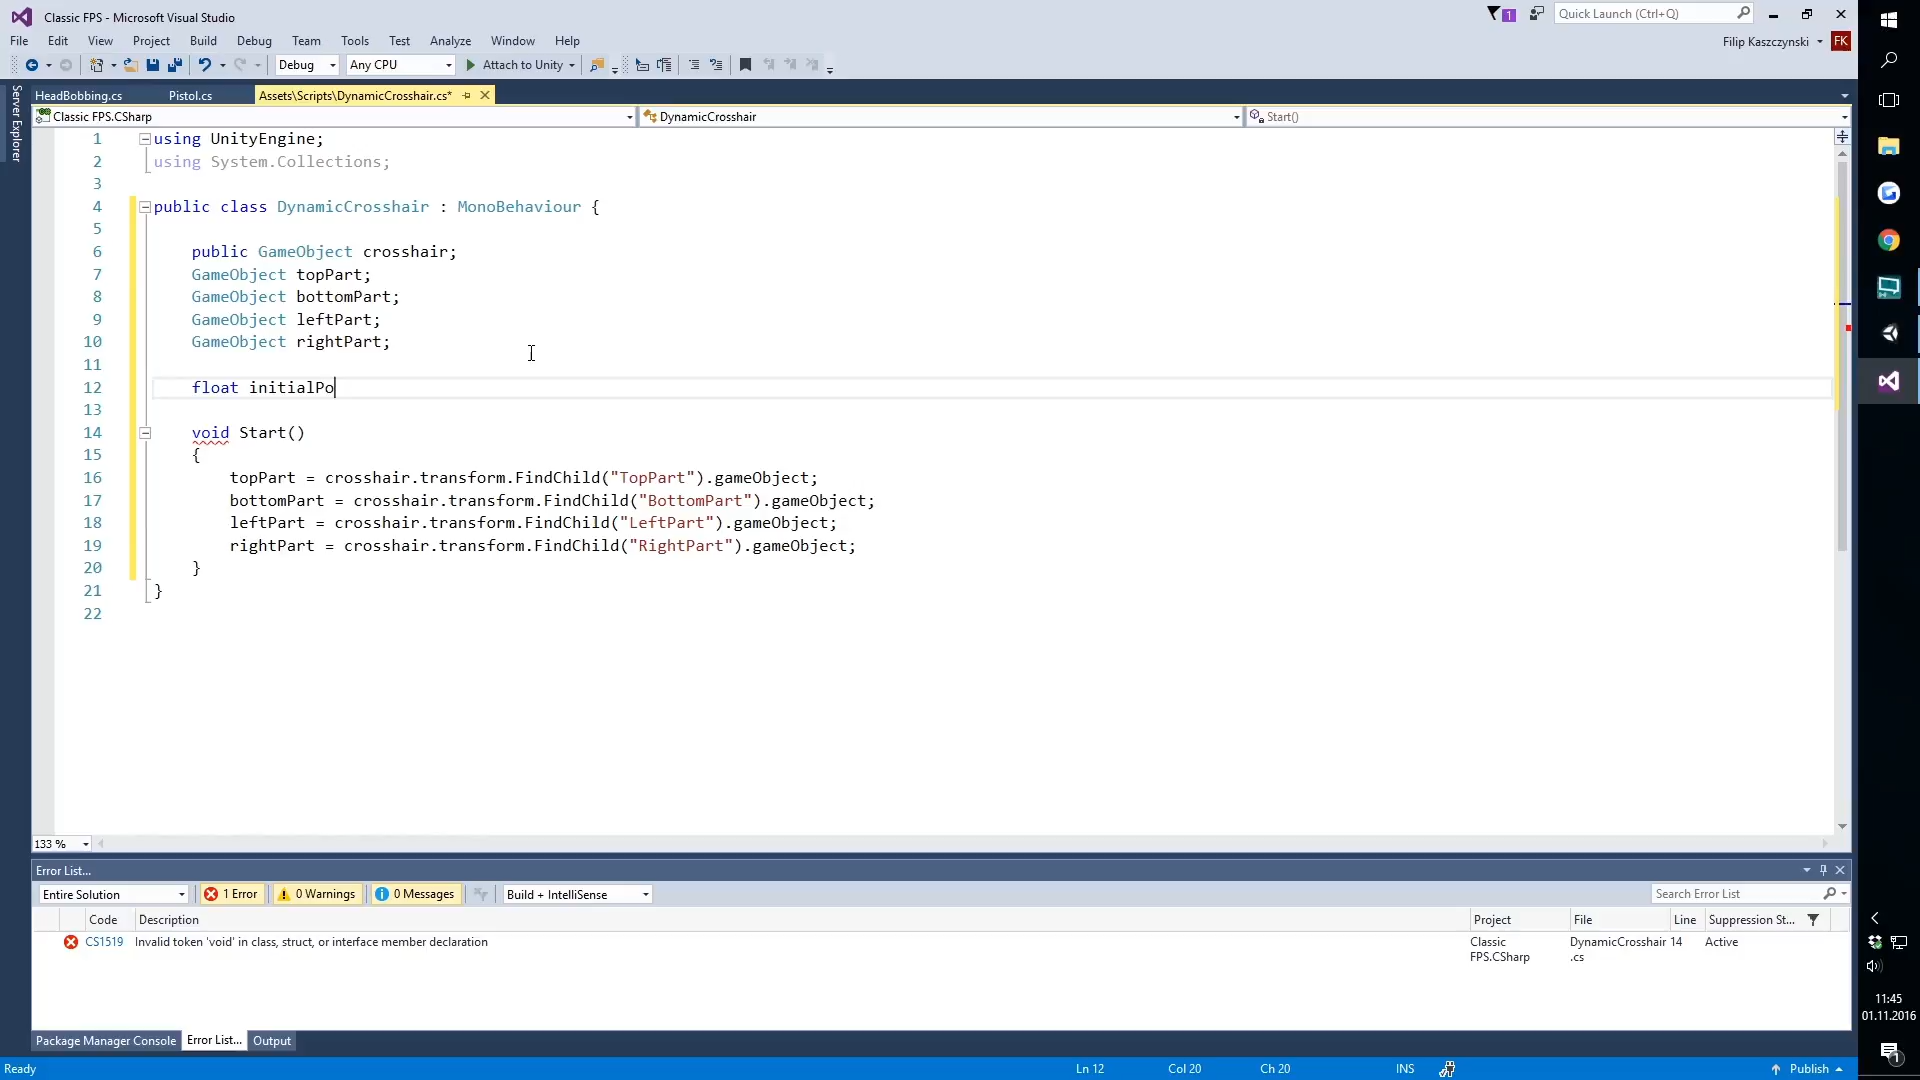 Classic FPS - Microsoft Visual Studio
1
Quick Launch (Ctrl+Q)
File Edit View Project Build Debug Team Tools Test Analyze Window Help
Filip Kaszczynski FK
Debug Any CPU Attach to Unity
Server Explorer
HeadBobbing.cs Pistol.cs Assets\Scripts\DynamicCrosshair.cs*
Classic FPS.CSharp DynamicCrosshair Start()
1 using UnityEngine;
2 using System.Collections;
3
4 public class DynamicCrosshair : MonoBehaviour {
5
6 public GameObject crosshair;
7 GameObject topPart;
8 GameObject bottomPart;
9 GameObject leftPart;
10 GameObject rightPart;
11
12 float initialPo
13
14 void Start()
15 {
16 topPart = crosshair.transform.FindChild("TopPart").gameObject;
17 bottomPart = crosshair.transform.FindChild("BottomPart").gameObject;
18 leftPart = crosshair.transform.FindChild("LeftPart").gameObject;
19 rightPart = crosshair.transform.FindChild("RightPart").gameObject;
20 }
21 }
22
133 %
Error List...
Entire Solution 1 Error 0 Warnings 0 Messages Build + IntelliSense Search Error List
Code Description Project File Line Suppression St...
CS1519 Invalid token 'void' in class, struct, or interface member declaration Classic FPS.CSharp DynamicCrosshair.cs 14 Active
Package Manager Console Error List... Output
Ready Ln 12 Col 20 Ch 20 INS Publish
11:45
01.11.2016
1